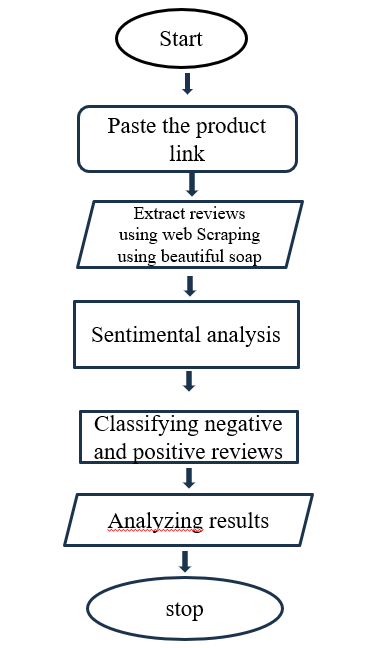 Start
Paste the product
link
Extract reviews
using web Scraping
using beautiful soap
Sentimental analysis
Classifying negative
and positive reviews
Analyzing results
stop